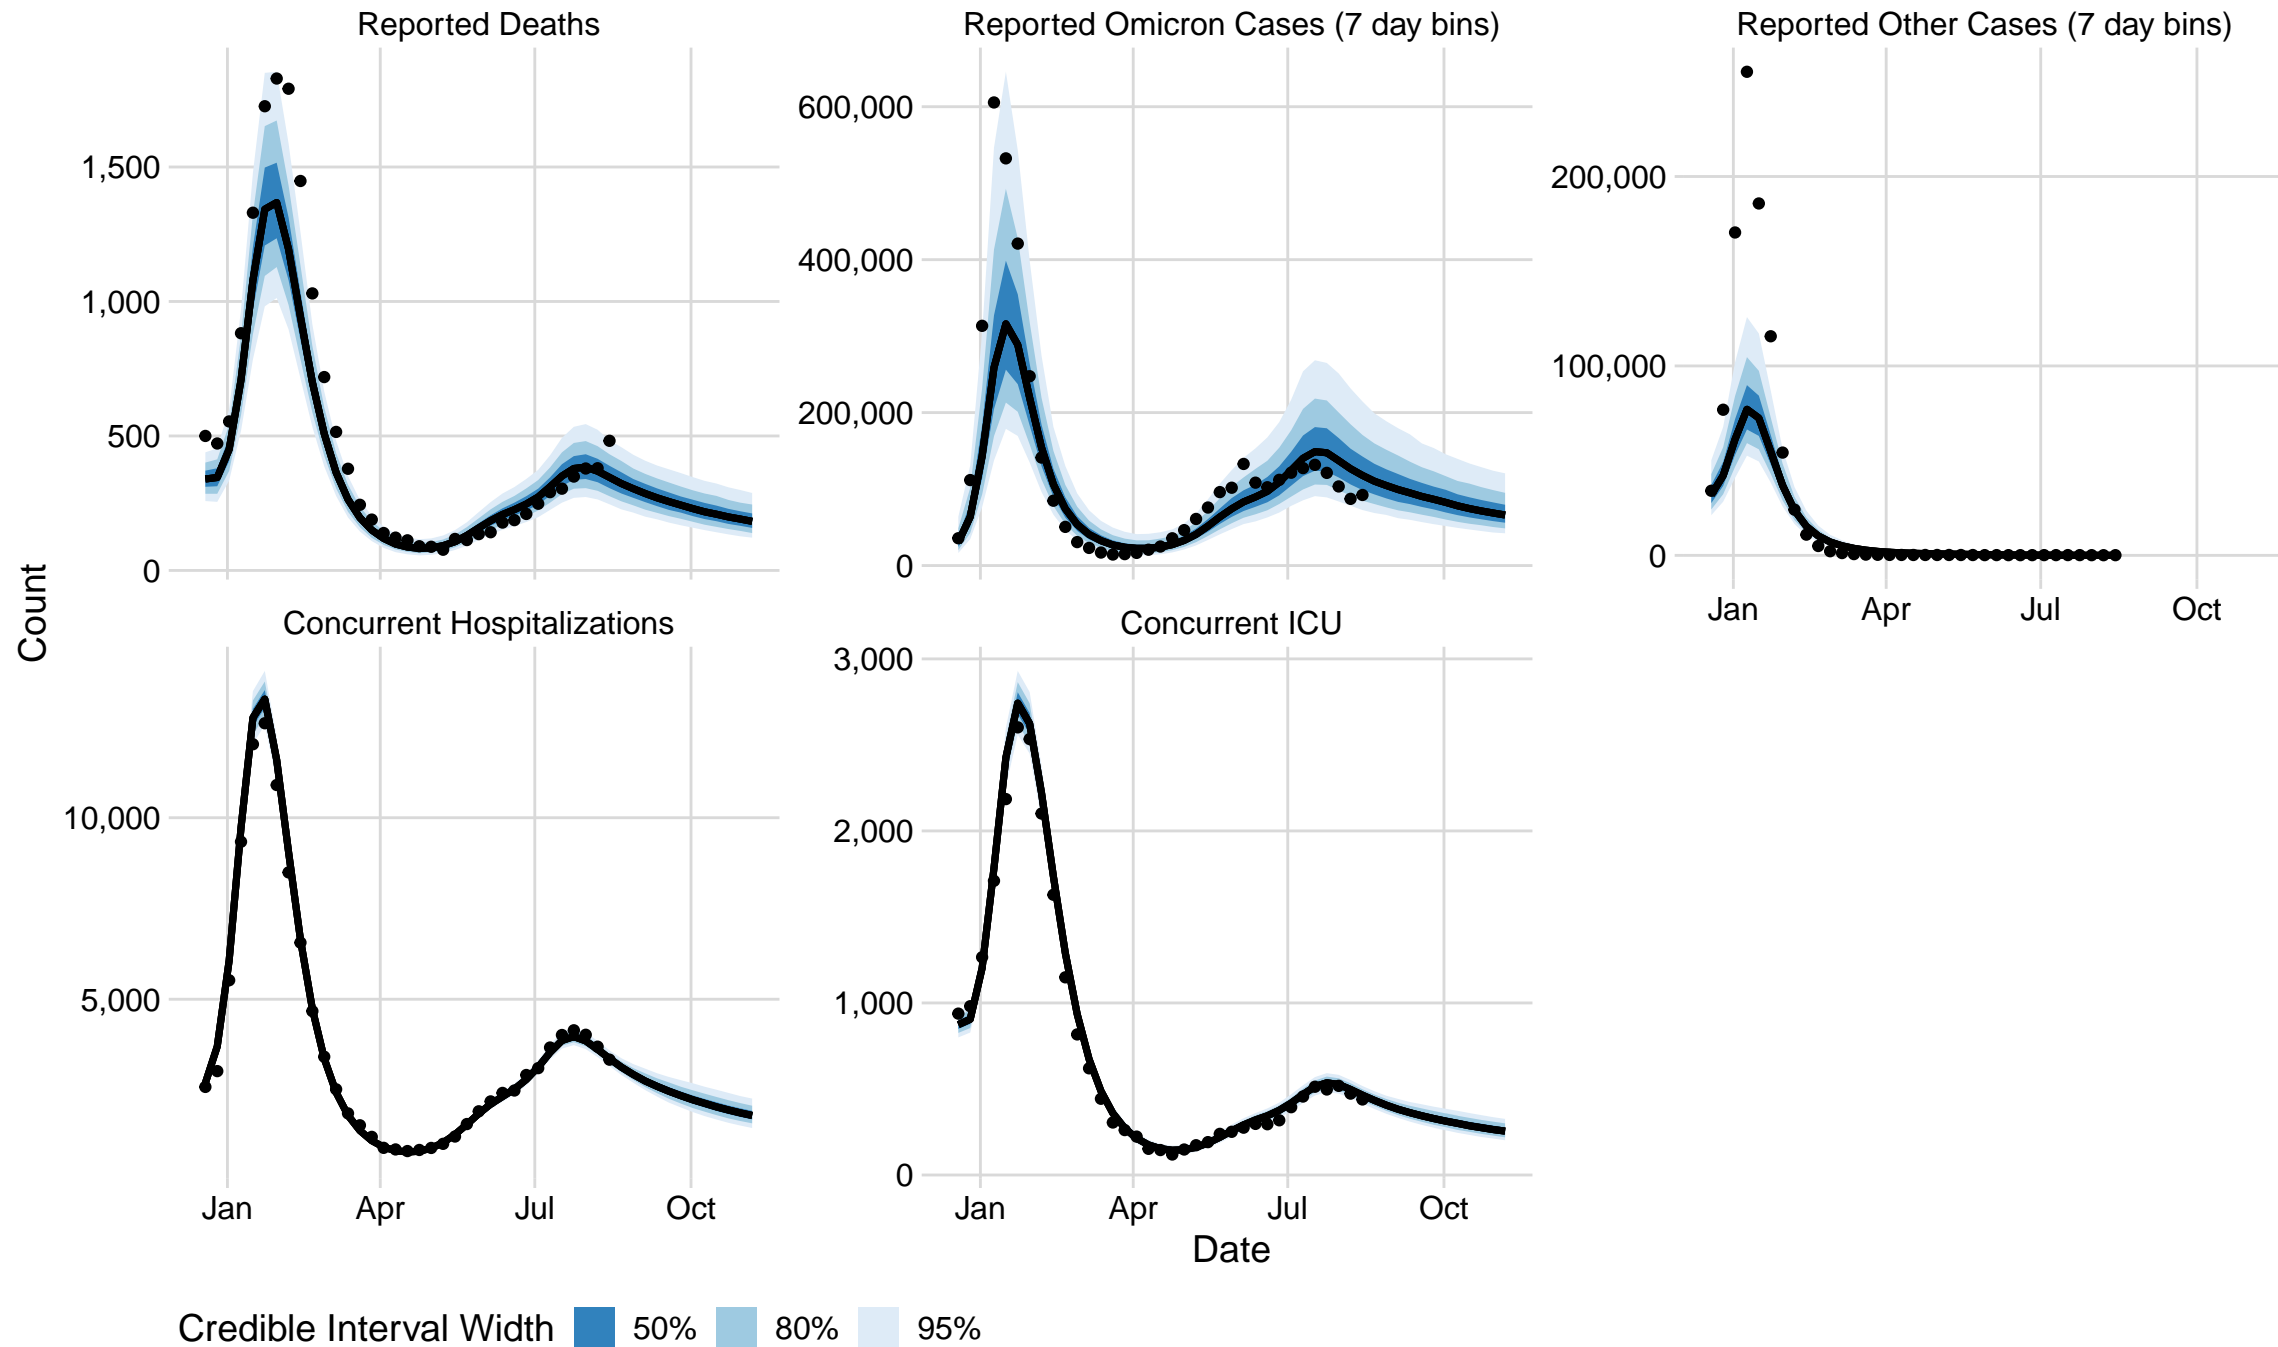 Reported Deaths
Reported Omicron Cases (7 day bins)
Reported Other Cases (7 day bins)
1,500
1,000
500
0
600,000
400,000
200,000
0
200,000
100,000
0
Jan Apr Jul Oct
Count
Concurrent Hospitalizations
Concurrent ICU
10,000
5,000
3,000
2,000
1,000
0
Jan Apr Jul Oct
Jan Apr Jul Oct
Date
Credible Interval Width 50% 80% 95%